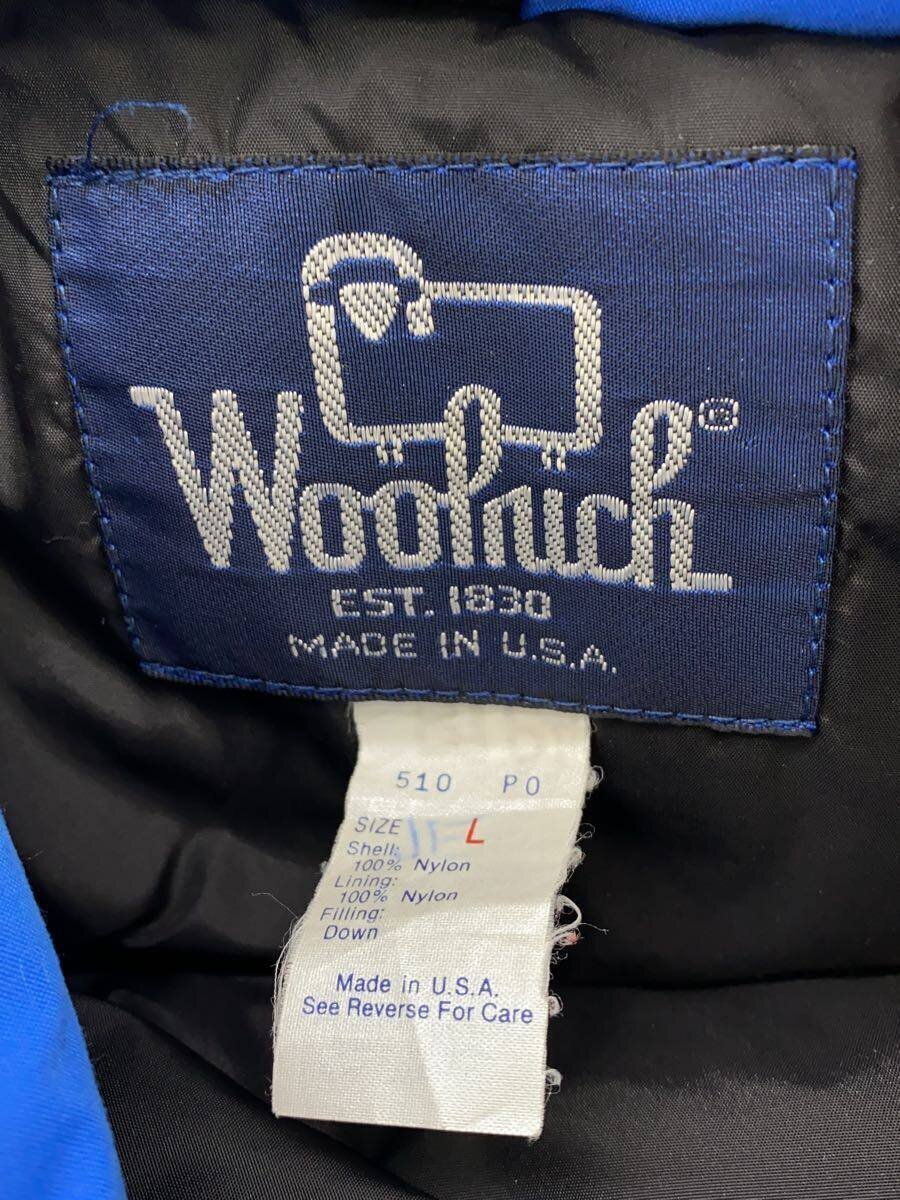 Woolrich®
EST. 1830
MADE IN U.S.A.
510 PO
SIZE L
Shell:
100% Nylon
Lining:
100% Nylon
Filling:
Down
Made in U.S.A.
See Reverse For Care